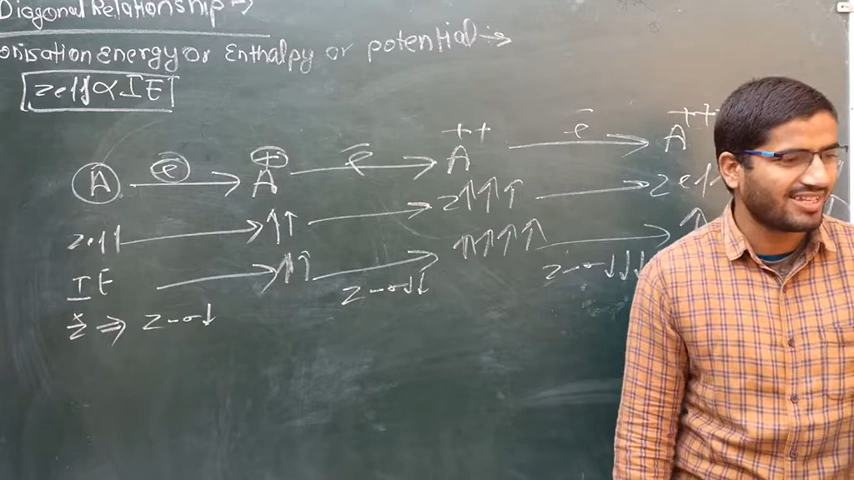 Diagonal Relationship →
onisation Energy or Enthalpy or potential →
zeff ∝ IE
A e⁻ → A⁺ e⁻ → A⁺⁺ e⁻ → A⁺⁺⁺
zeff → ↑↑ → z↑↑↑ → zeff
IE → ↑↑ → ↑↑↑↑ → ↑
z-σ↓↓ z-σ↓↓↓
z* ⇒ z-σ↓